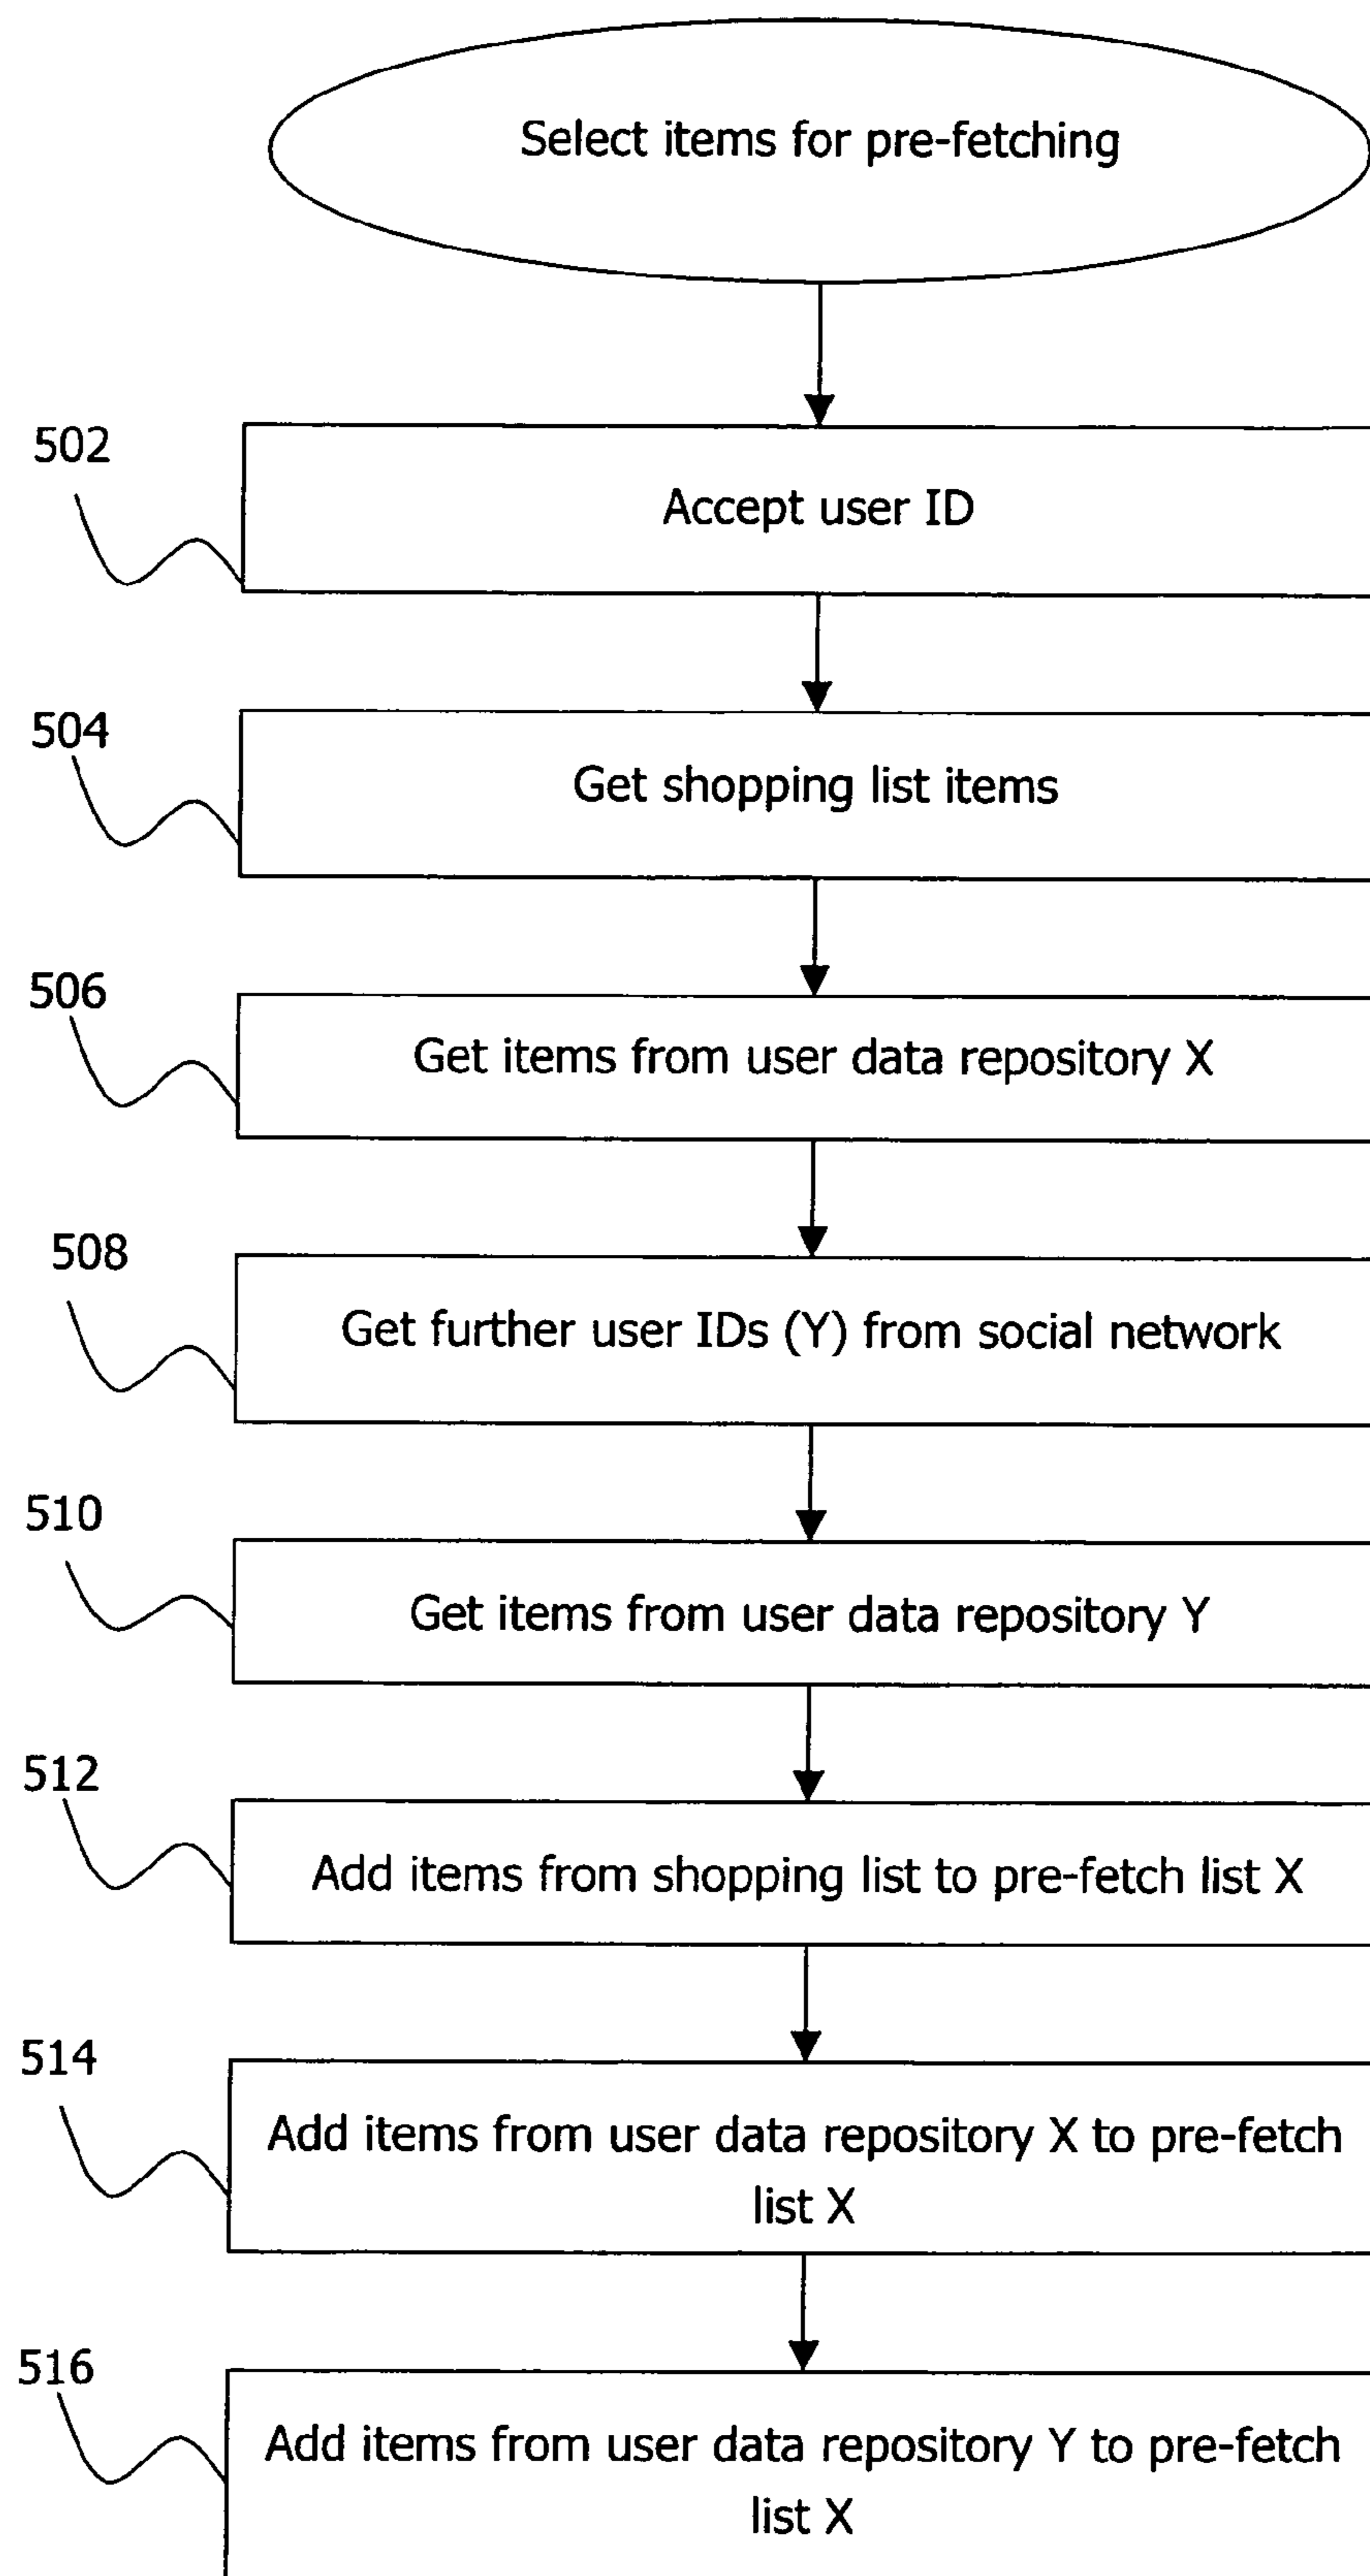 Select items for pre-fetching
502
Accept user ID
504
Get shopping list items
506
Get items from user data repository X
508
Get further user IDs (Y) from social network
510
Get items from user data repository Y
512
Add items from shopping list to pre-fetch list X
514
Add items from user data repository X to pre-fetch
list X
516
Add items from user data repository Y to pre-fetch
list X